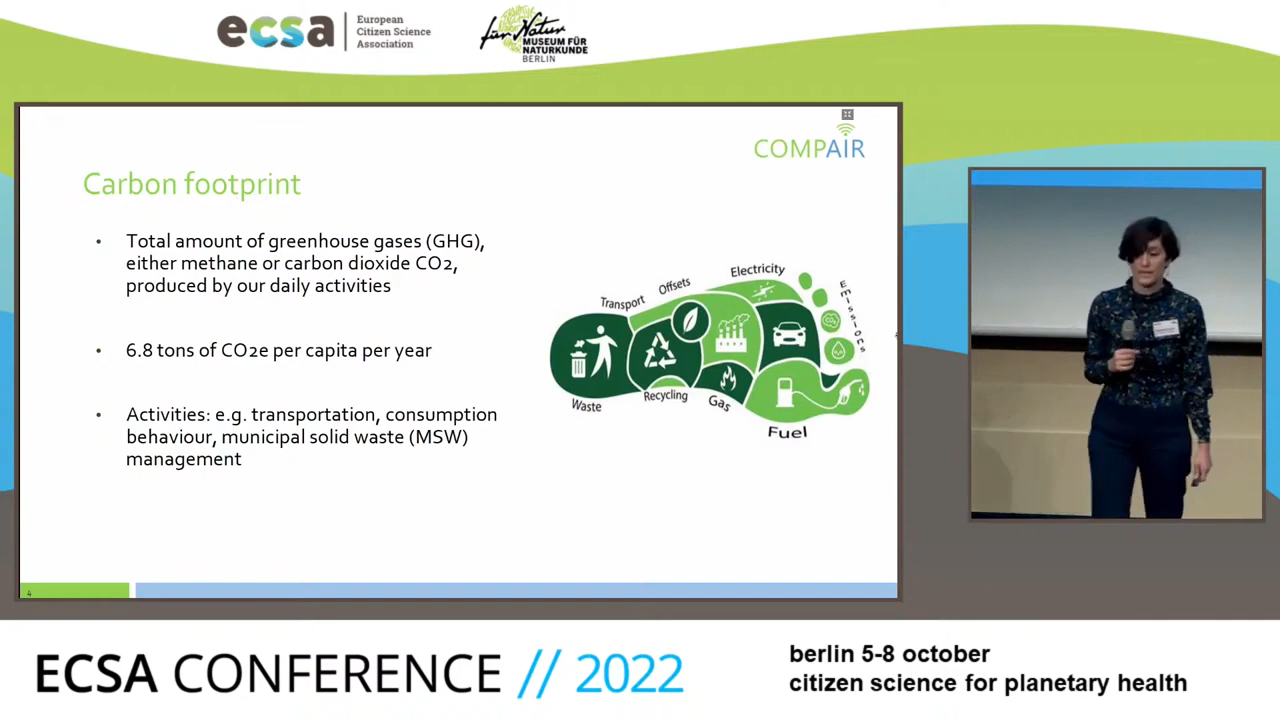 ecsa
European
Citizen Science
Association
für Natur
MUSEUM FÜR
NATURKUNDE
BERLIN
COMPAIR
Carbon footprint
• Total amount of greenhouse gases (GHG),
either methane or carbon dioxide CO2,
produced by our daily activities
• 6.8 tons of CO2e per capita per year
• Activities: e.g. transportation, consumption
behaviour, municipal solid waste (MSW)
management
Transport
Offsets
Electricity
Emissions
Waste
Recycling
Gas
Fuel
4
ECSA CONFERENCE // 2022
berlin 5-8 october
citizen science for planetary health